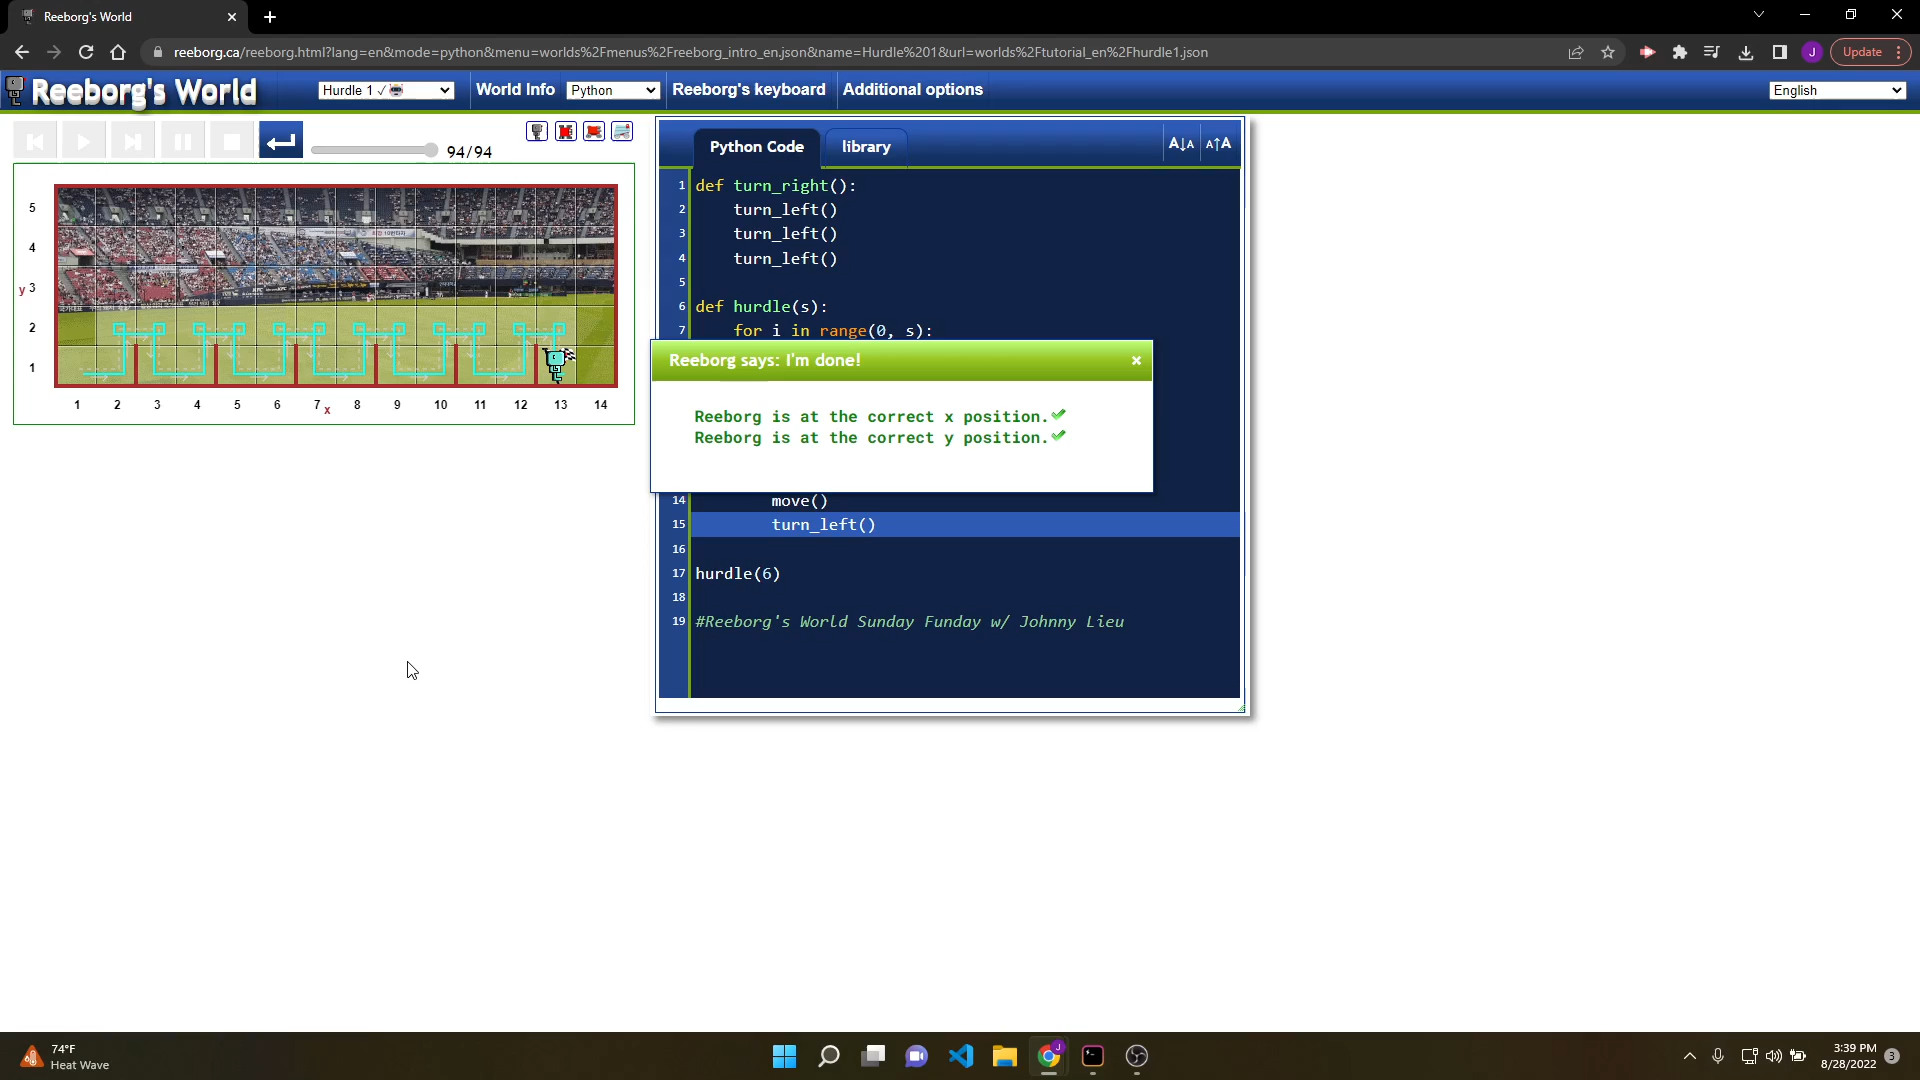 Reeborg's World
reeborg.ca/reeborg.html?lang=en&mode=python&menu=worlds%2Fmenus%2Freeborg_intro_en.json&name=Hurdle%201&url=worlds%2Ftutorial_en%2Fhurdle1.json
J
Update
Reeborg's World
Hurdle 1 ✓
World Info
Python
Reeborg's keyboard
Additional options
English
94/94
Python Code
library
A↓A
A↑A
5
4
y 3
2
1
1 2 3 4 5 6 7 x 8 9 10 11 12 13 14
1 def turn_right():
2 turn_left()
3 turn_left()
4 turn_left()
5
6 def hurdle(s):
7 for i in range(0, s):
Reeborg says: I'm done!
×
Reeborg is at the correct x position.✓
Reeborg is at the correct y position.✓
14 move()
15 turn_left()
16
17 hurdle(6)
18
19 #Reeborg's World Sunday Funday w/ Johnny Lieu
74°F
Heat Wave
J
3:39 PM
8/28/2022
3